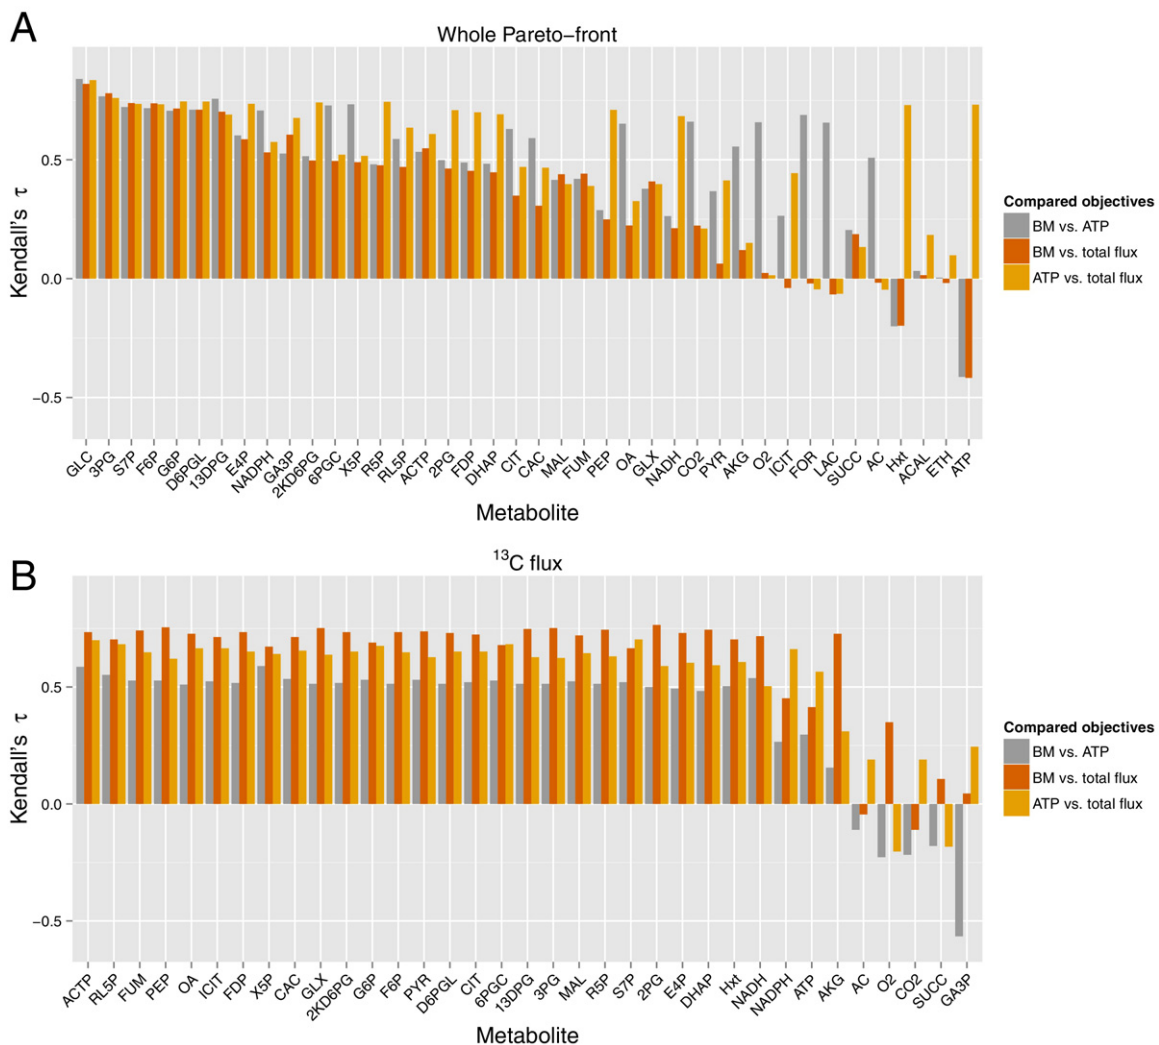 A
Whole Pareto−front
Kendall's τ
0.5
0.0
−0.5
GLC 3PG S7P F6P G6P D6PGL 13DPG E4P NADPH GA3P 2KD6PG 6PGC X5P R5P RL5P ACTP 2PG FDP DHAP CIT CAC MAL FUM PEP OA GLX NADH CO2 PYR AKG O2 ICIT FOR LAC SUCC AC Hxt ACAL ETH ATP
Metabolite
Compared objectives
BM vs. ATP
BM vs. total flux
ATP vs. total flux
B
13C flux
Kendall's τ
0.5
0.0
−0.5
ACTP RL5P FUM PEP OA ICIT FDP X5P CAC GLX 2KD6PG G6P F6P PYR D6PGL CIT 6PGC 13DPG 3PG MAL R5P S7P 2PG E4P DHAP Hxt NADH NADPH ATP AKG AC O2 CO2 SUCC GA3P
Metabolite
Compared objectives
BM vs. ATP
BM vs. total flux
ATP vs. total flux